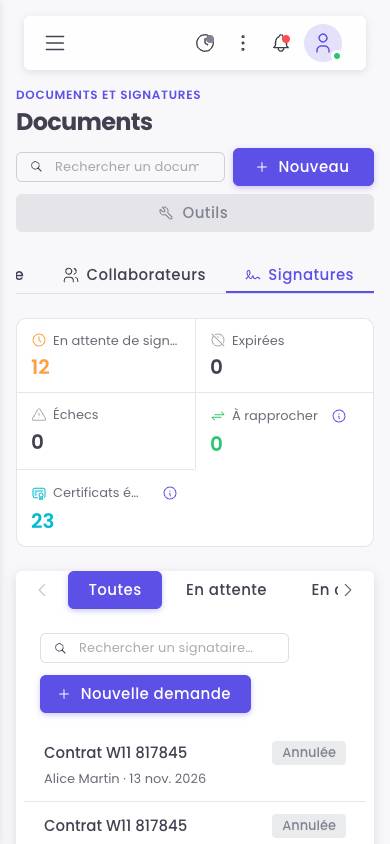 DOCUMENTS ET SIGNATURES
Documents
Rechercher un docum
Nouveau
Outils
e
Collaborateurs
Signatures
En attente de sign...
Expirées
12
0
Échecs
À rapprocher
0
0
Certificats é...
23
Toutes
En attente
En
Rechercher un signataire...
Nouvelle demande
Contrat W11 817845
Annulée
Alice Martin · 13 nov. 2026
Contrat W11 817845
Annulée